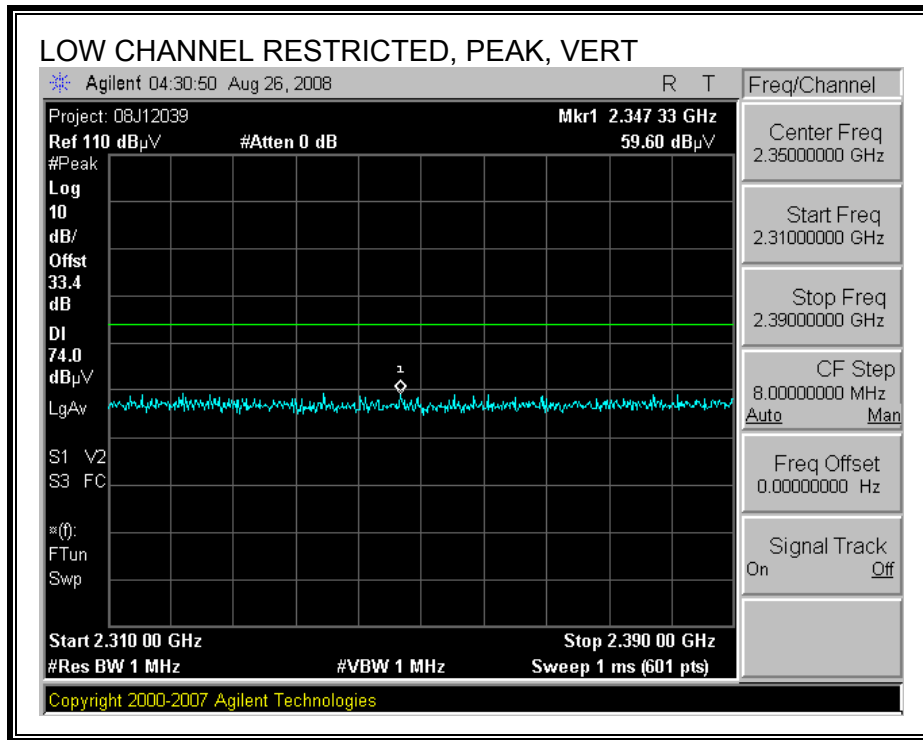 LOW CHANNEL RESTRICTED, PEAK, VERT
Agilent 04:30:50 Aug 26, 2008 R T
Project: 08J12039 Mkr1 2.347 33 GHz
Ref 110 dBµV #Atten 0 dB 59.60 dBµV
#Peak
Log
10
dB/
Offst
33.4
dB
DI
74.0
dBµV
LgAv
1
S1 V2
S3 FC
¤(f):
FTun
Swp
Start 2.310 00 GHz Stop 2.390 00 GHz
#Res BW 1 MHz #VBW 1 MHz Sweep 1 ms (601 pts)
Copyright 2000-2007 Agilent Technologies
Freq/Channel
Center Freq
2.35000000 GHz
Start Freq
2.31000000 GHz
Stop Freq
2.39000000 GHz
CF Step
8.00000000 MHz
Auto Man
Freq Offset
0.00000000 Hz
Signal Track
On Off